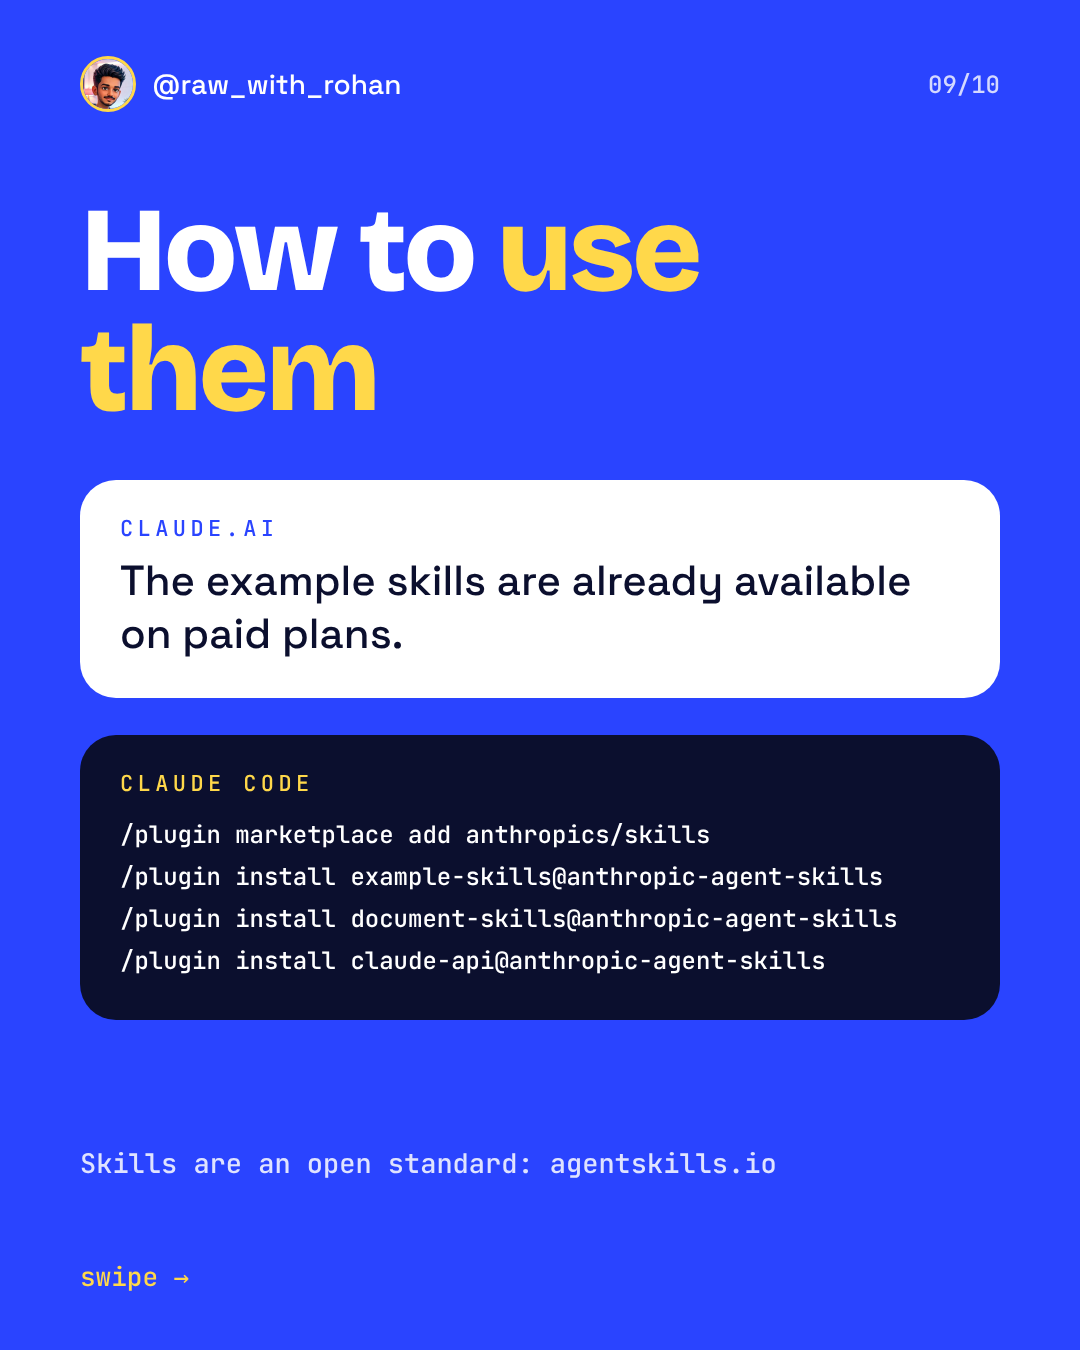 @raw_with_rohan
09/10
How to use
them
CLAUDE.AI
The example skills are already available
on paid plans.
CLAUDE CODE
/plugin marketplace add anthropics/skills
/plugin install example-skills@anthropic-agent-skills
/plugin install document-skills@anthropic-agent-skills
/plugin install claude-api@anthropic-agent-skills
Skills are an open standard: agentskills.io
swipe →